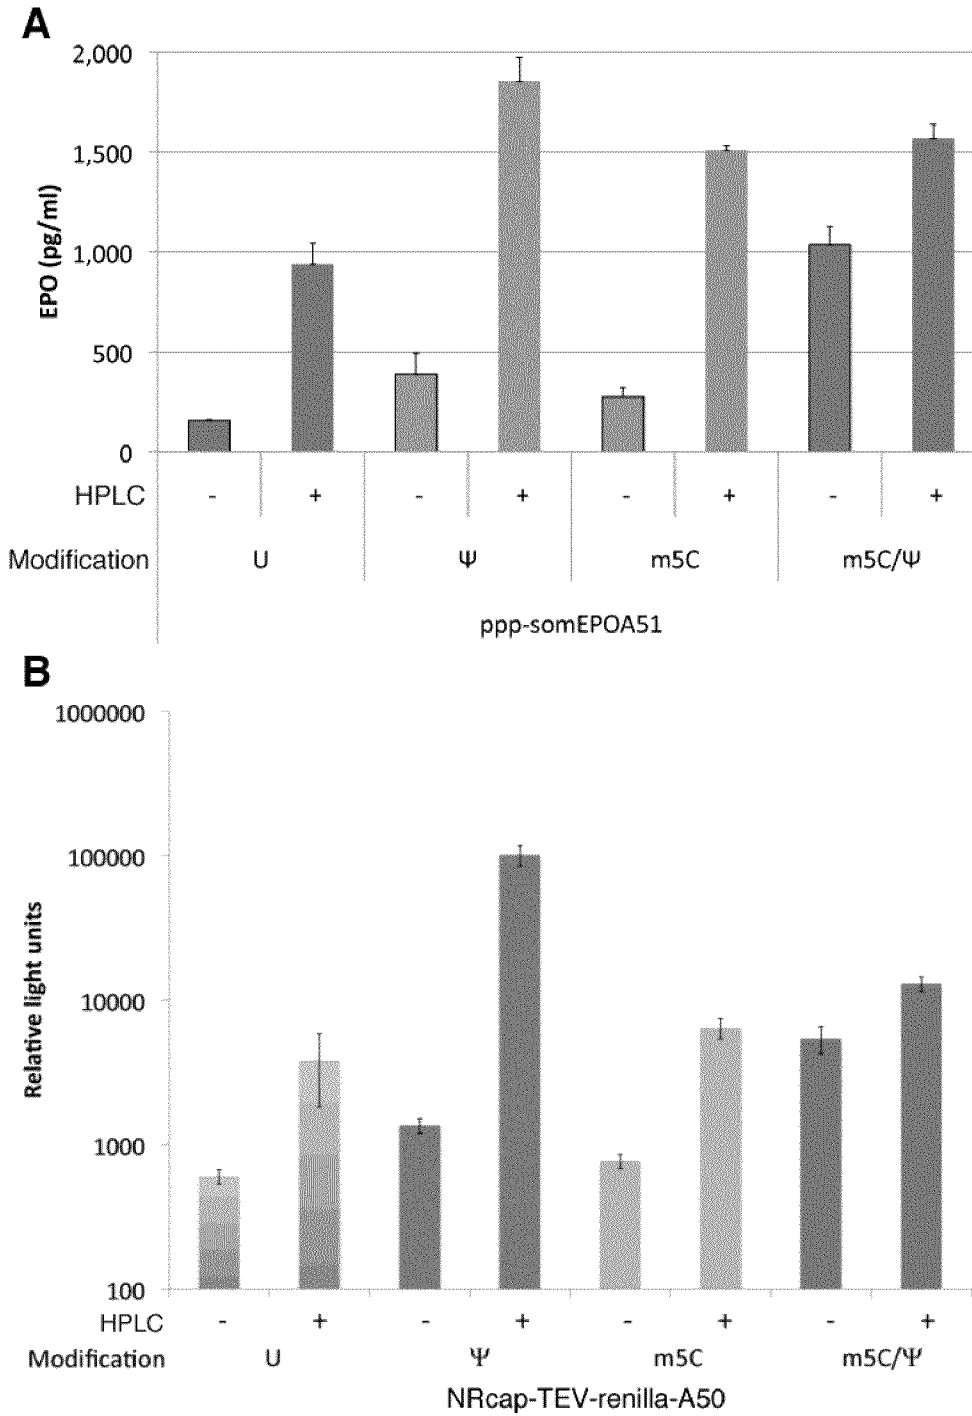 A
2,000
1,500
1,000
500
0
EPO (pg/ml)
HPLC - + - + - + - +
Modification U Ψ m5C m5C/Ψ
ppp-somEPOA51
B
1000000
100000
10000
1000
100
Relative light units
HPLC - + - + - + - +
Modification U Ψ m5C m5C/Ψ
NRcap-TEV-renilla-A50